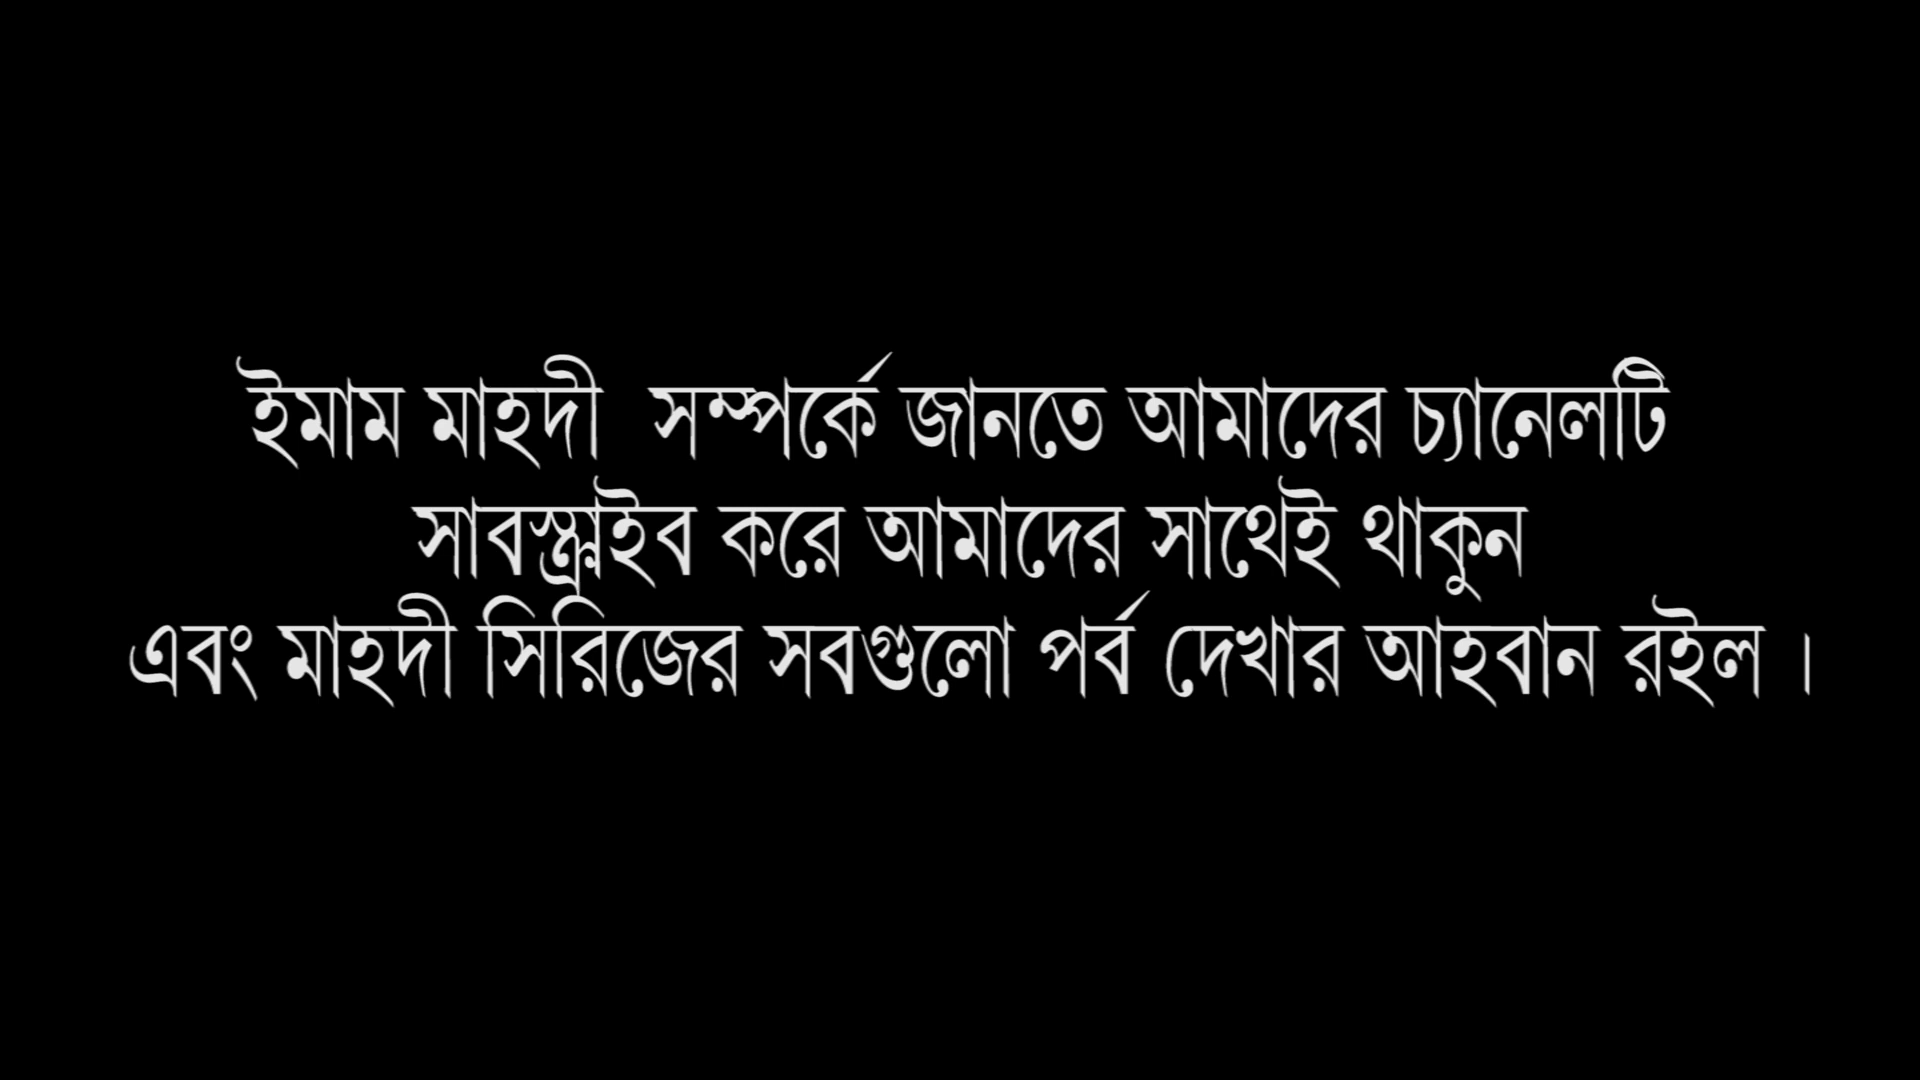 ইমাম মাহদী সম্পর্কে জানতে আমাদের চ্যানেলটি
সাবস্ক্রাইব করে আমাদের সাথেই থাকুন
এবং মাহদী সিরিজের সবগুলো পর্ব দেখার আহবান রইল ।